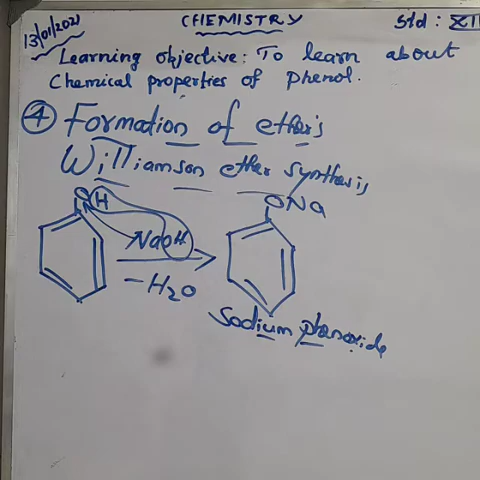 13/01/2021 CHEMISTRY Std : XII
Learning objective: To learn about
Chemical properties of phenol.
④ Formation of ether's
Williamson ether synthesis
OH ONa
NaOH
-H₂O
Sodium phenoxide